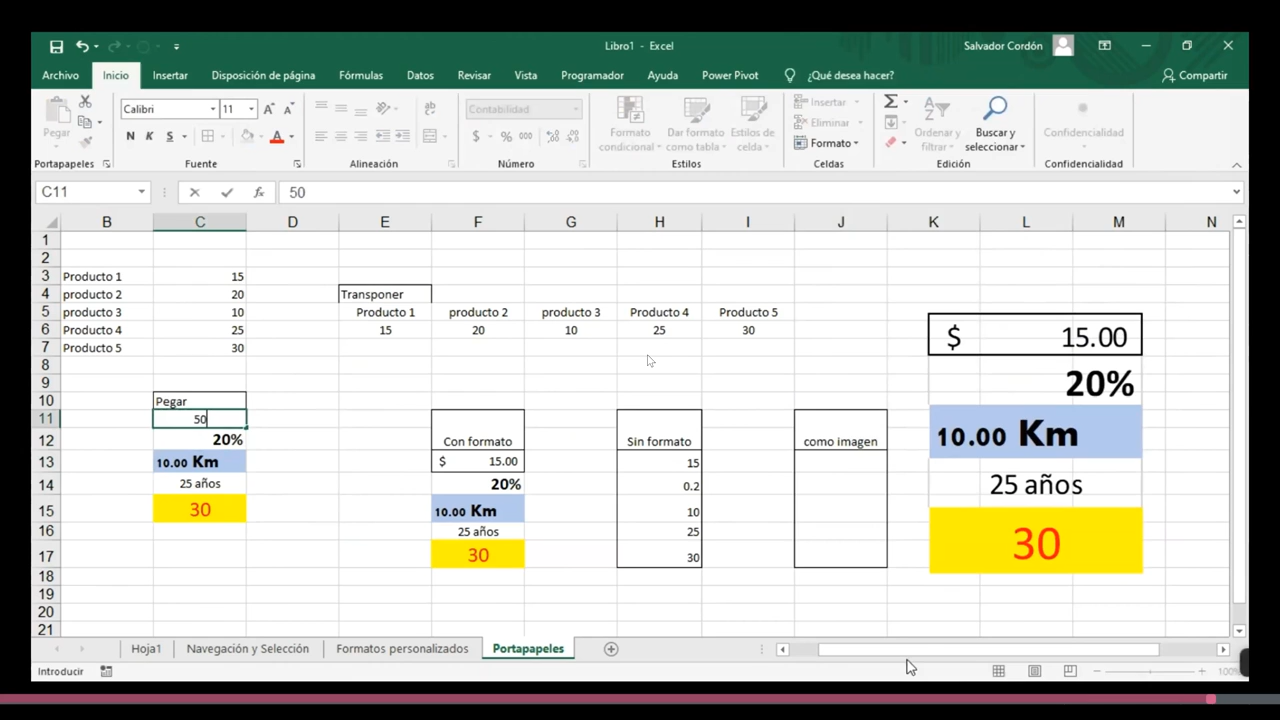 Libro1 - Excel
Salvador Cordón
Archivo Inicio Insertar Disposición de página Fórmulas Datos Revisar Vista Programador Ayuda Power Pivot ¿Qué desea hacer? Compartir
Pegar
Calibri 11
N K S
Contabilidad
$ % 000
Formato condicional
Dar formato como tabla
Estilos de celda
Insertar
Eliminar
Formato
Ordenar y filtrar
Buscar y seleccionar
Confidencialidad
Portapapeles Fuente Alineación Número Estilos Celdas Edición Confidencialidad
C11 fx 50
B C D E F G H I J K L M N
1
2
3 Producto 1 15
4 producto 2 20 Transponer
5 producto 3 10 Producto 1 producto 2 producto 3 Producto 4 Producto 5
6 Producto 4 25 15 20 10 25 30
7 Producto 5 30 $ 15.00
8
9 20%
10 Pegar
11 50
12 20% Con formato Sin formato como imagen 10.00 Km
13 10.00 Km $ 15.00 15
14 25 años 20% 0.2 25 años
15 30 10.00 Km 10
16 25 años 25
17 30 30 30
18
19
20
21
Hoja1 Navegación y Selección Formatos personalizados Portapapeles
Introducir 100%